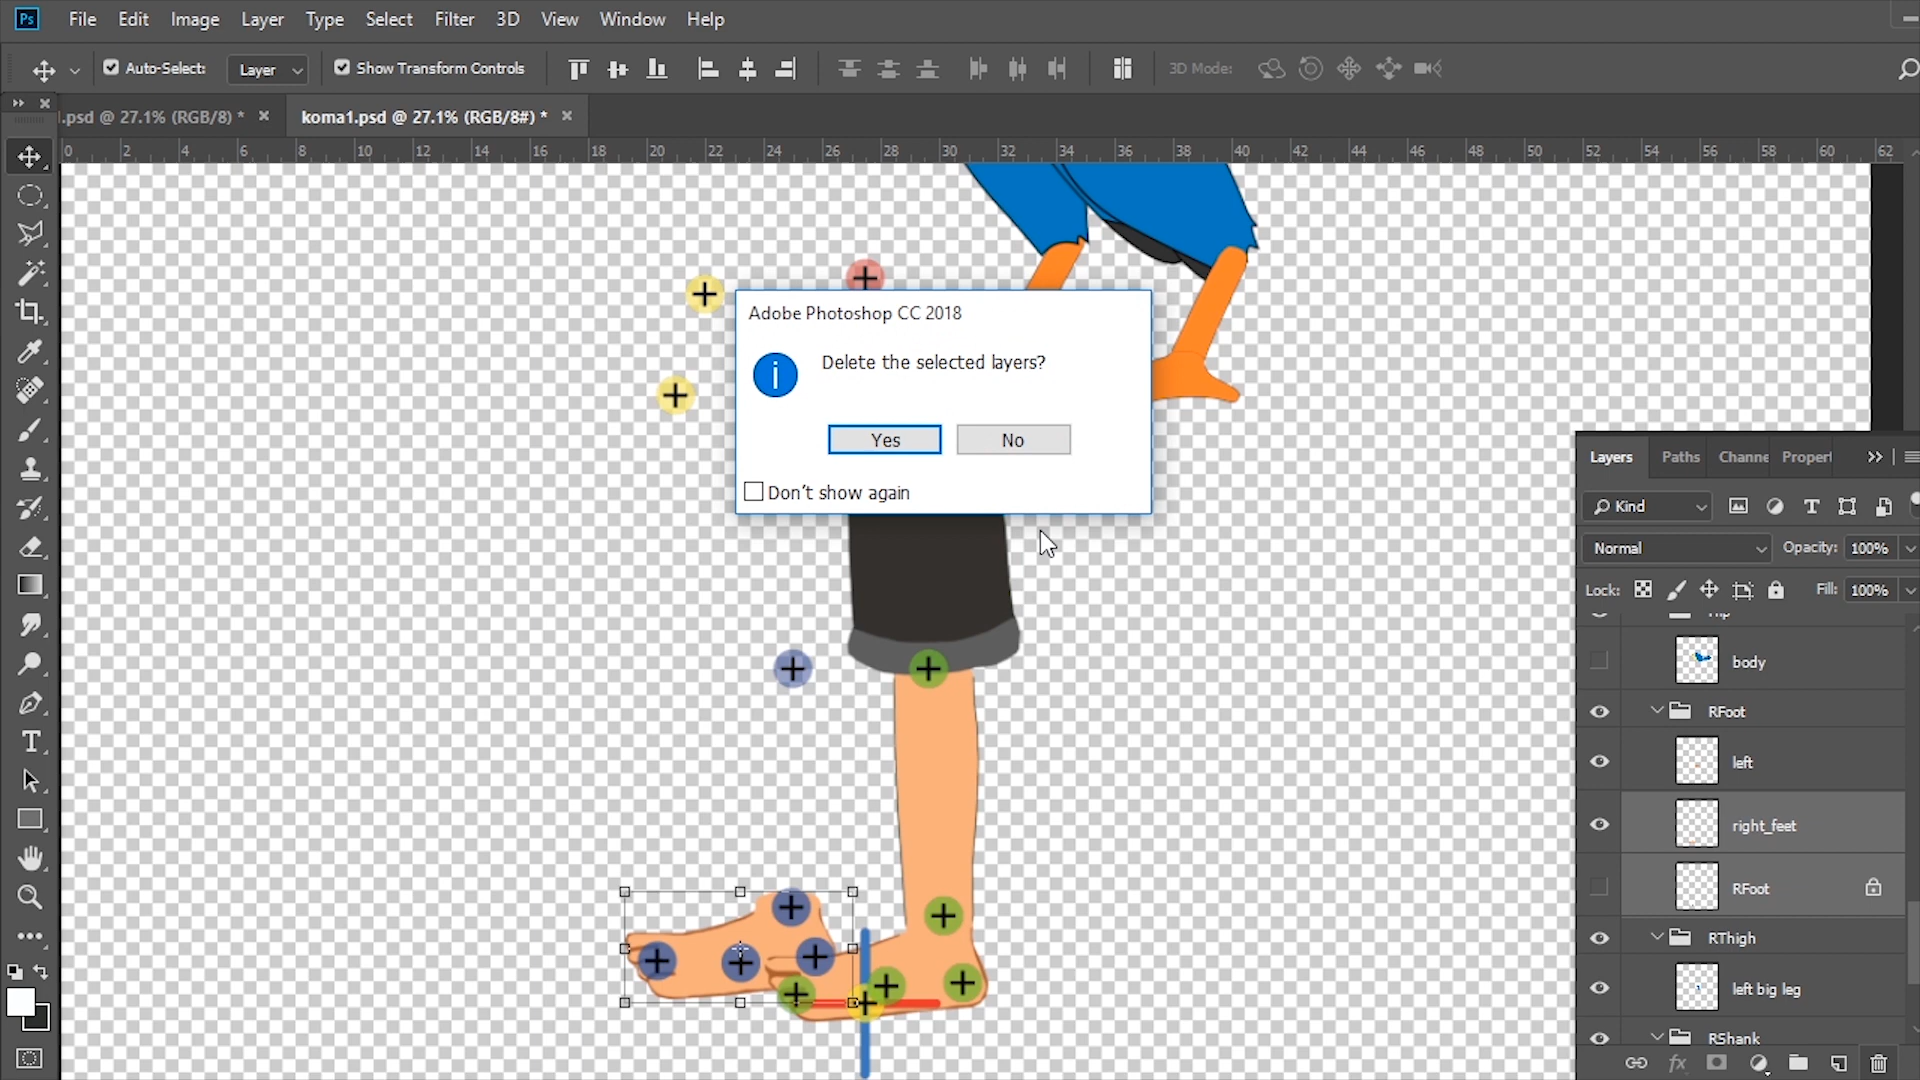 Ps File Edit Image Layer Type Select Filter 3D View Window Help
Auto-Select: Layer Show Transform Controls 3D Mode:
.psd @ 27.1% (RGB/8) * koma1.psd @ 27.1% (RGB/8#) *
0 2 4 6 8 10 12 14 16 18 20 22 24 26 28 30 32 34 36 38 40 42 44 46 48 50 52 54 56 58 60 62
Adobe Photoshop CC 2018
Delete the selected layers?
Yes No
Don't show again
Layers Paths Channe Propert
Kind
Normal Opacity: 100%
Lock: Fill: 100%
body
RFoot
left
right_feet
RFoot
RThigh
left big leg
RShank